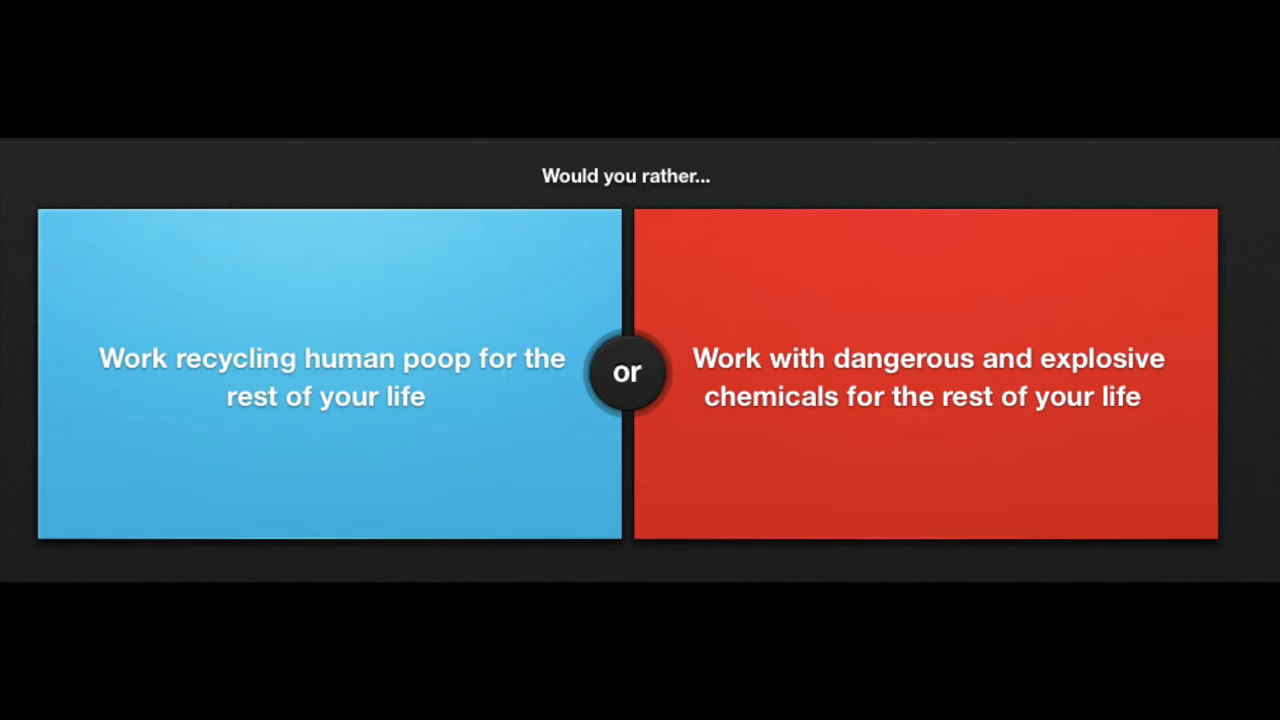 Would you rather...
Work recycling human poop for the
rest of your life
or
Work with dangerous and explosive
chemicals for the rest of your life